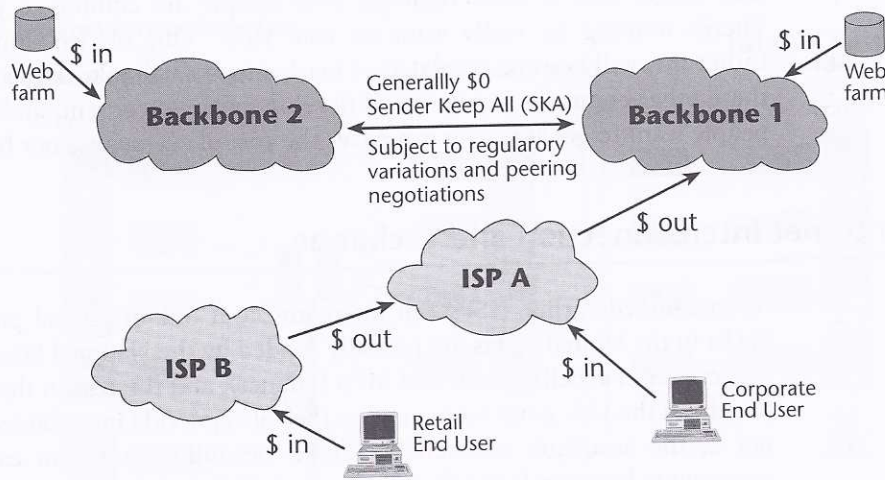 $ in
Web
farm
Backbone 2
Generallly $0
Sender Keep All (SKA)
Subject to regularory
variations and peering
negotiations
Backbone 1
$ in
Web
farm
$ out
ISP A
$ out
ISP B
$ in
Retail
End User
$ in
Corporate
End User